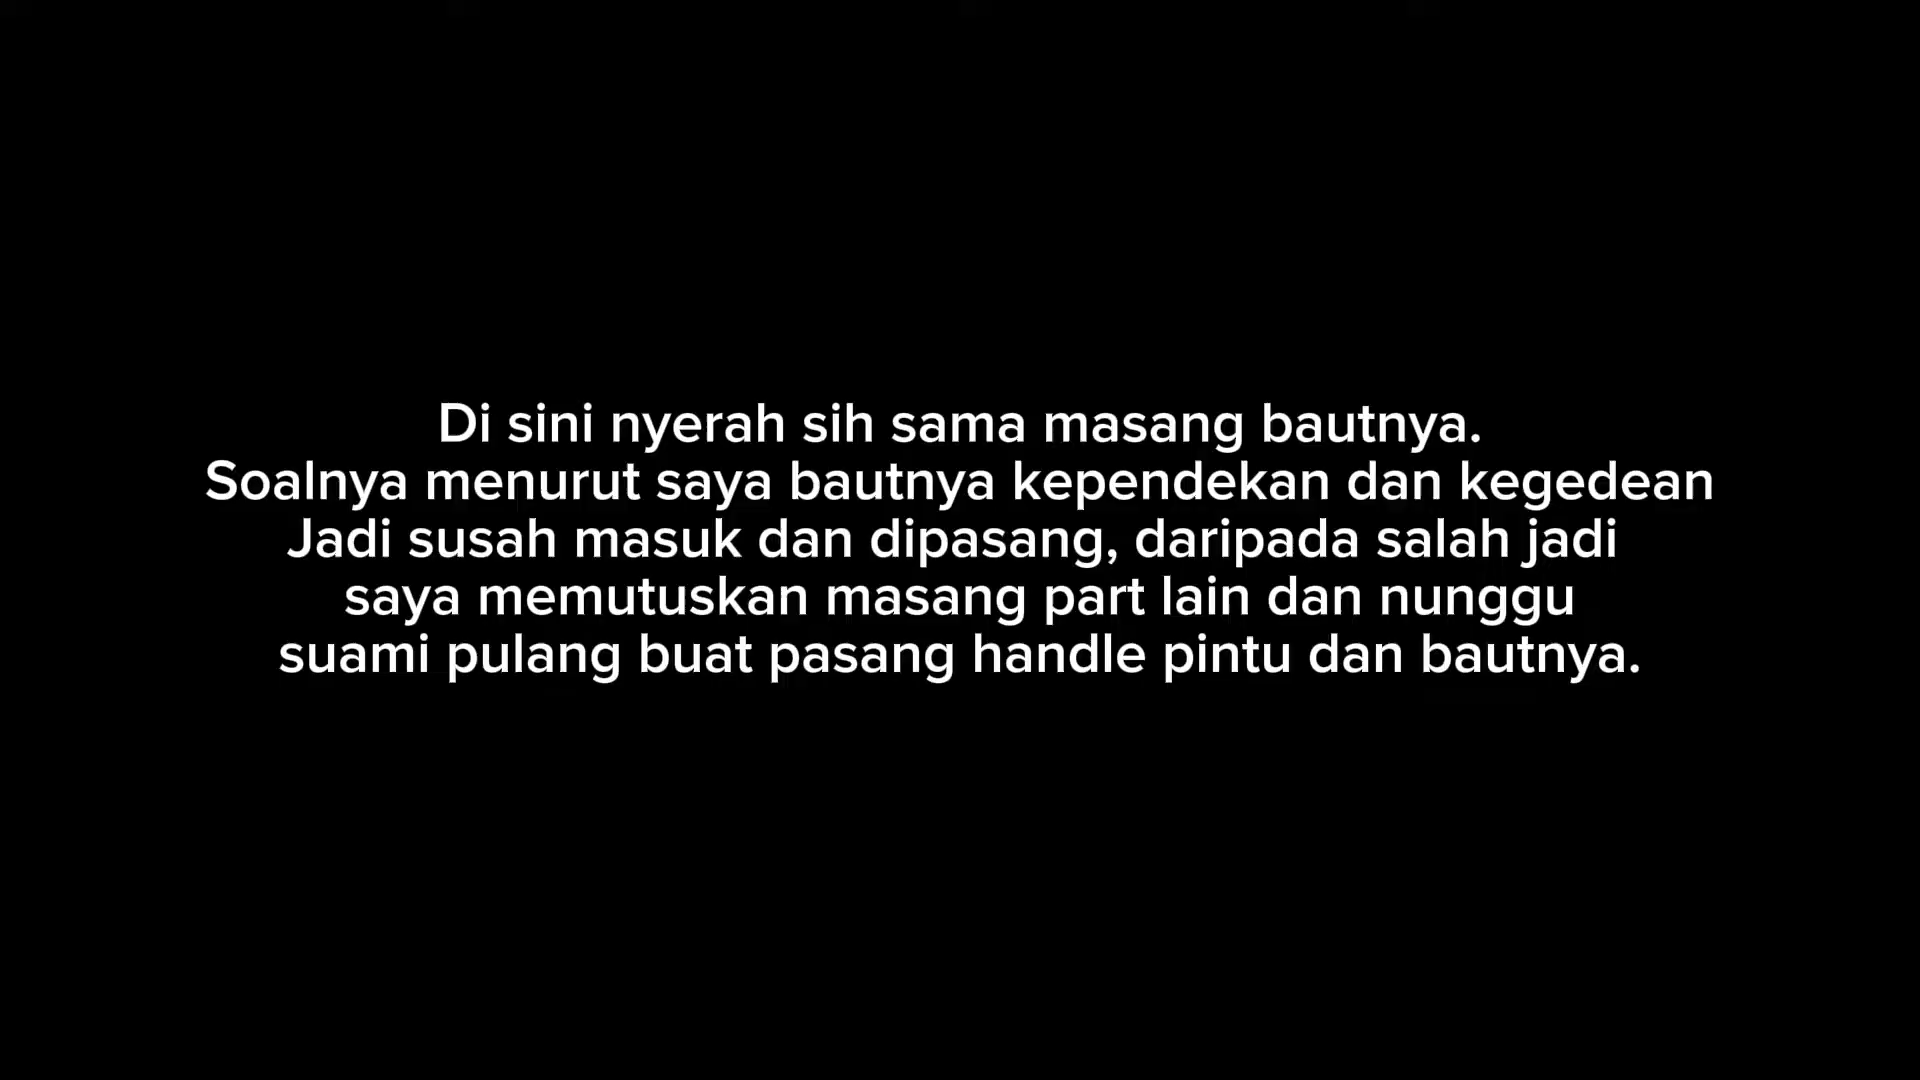 Di sini nyerah sih sama masang bautnya.
Soalnya menurut saya bautnya kependekan dan kegedean
Jadi susah masuk dan dipasang, daripada salah jadi
saya memutuskan masang part lain dan nunggu
suami pulang buat pasang handle pintu dan bautnya.